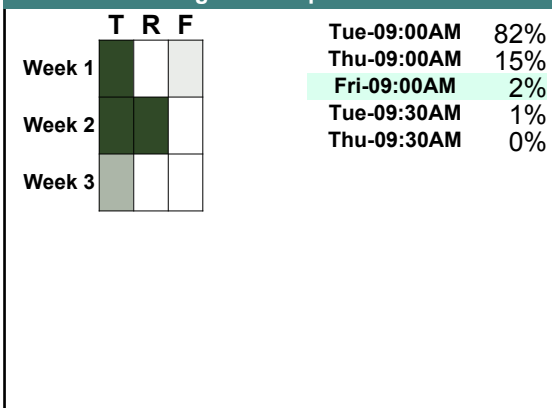 T R F
Week 1
Week 2
Week 3
Tue-09:00AM 82%
Thu-09:00AM 15%
Fri-09:00AM 2%
Tue-09:30AM 1%
Thu-09:30AM 0%